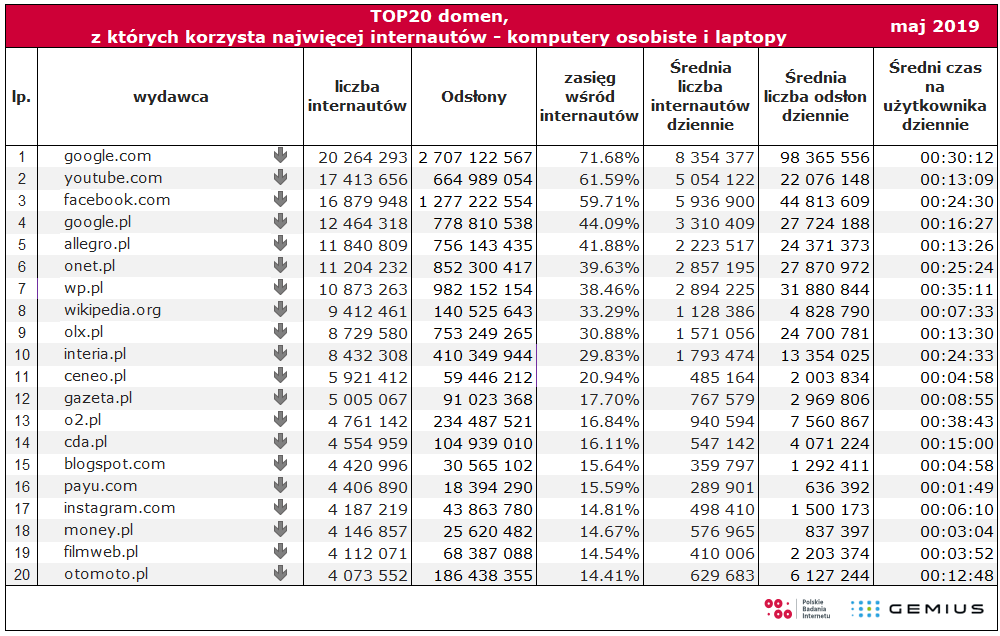 TOP20 domen,
z których korzysta najwięcej internautów - komputery osobiste i laptopy
maj 2019
lp. wydawca liczba internautów Odsłony zasięg wśród internautów Średnia liczba internautów dziennie Średnia liczba odsłon dziennie Średni czas na użytkownika dziennie
1 google.com 20 264 293 2 707 122 567 71.68% 8 354 377 98 365 556 00:30:12
2 youtube.com 17 413 656 664 989 054 61.59% 5 054 122 22 076 148 00:13:09
3 facebook.com 16 879 948 1 277 222 554 59.71% 5 936 900 44 813 609 00:24:30
4 google.pl 12 464 318 778 810 538 44.09% 3 310 409 27 724 188 00:16:27
5 allegro.pl 11 840 809 756 143 435 41.88% 2 223 517 24 371 373 00:13:26
6 onet.pl 11 204 232 852 300 417 39.63% 2 857 195 27 870 972 00:25:24
7 wp.pl 10 873 263 982 152 154 38.46% 2 894 225 31 880 844 00:35:11
8 wikipedia.org 9 412 461 140 525 643 33.29% 1 128 386 4 828 790 00:07:33
9 olx.pl 8 729 580 753 249 265 30.88% 1 571 056 24 700 781 00:13:30
10 interia.pl 8 432 308 410 349 944 29.83% 1 793 474 13 354 025 00:24:33
11 ceneo.pl 5 921 412 59 446 212 20.94% 485 164 2 003 834 00:04:58
12 gazeta.pl 5 005 067 91 023 368 17.70% 767 579 2 969 806 00:08:55
13 o2.pl 4 761 142 234 487 521 16.84% 940 594 7 560 867 00:38:43
14 cda.pl 4 554 959 104 939 010 16.11% 547 142 4 071 224 00:15:00
15 blogspot.com 4 420 996 30 565 102 15.64% 359 797 1 292 411 00:04:58
16 payu.com 4 406 890 18 394 290 15.59% 289 901 636 392 00:01:49
17 instagram.com 4 187 219 43 863 780 14.81% 498 410 1 500 173 00:06:10
18 money.pl 4 146 857 25 620 482 14.67% 576 965 837 397 00:03:04
19 filmweb.pl 4 112 071 68 387 088 14.54% 410 006 2 203 374 00:03:52
20 otomoto.pl 4 073 552 186 438 355 14.41% 629 683 6 127 244 00:12:48
Polskie
Badania
Internetu
GEMIUS